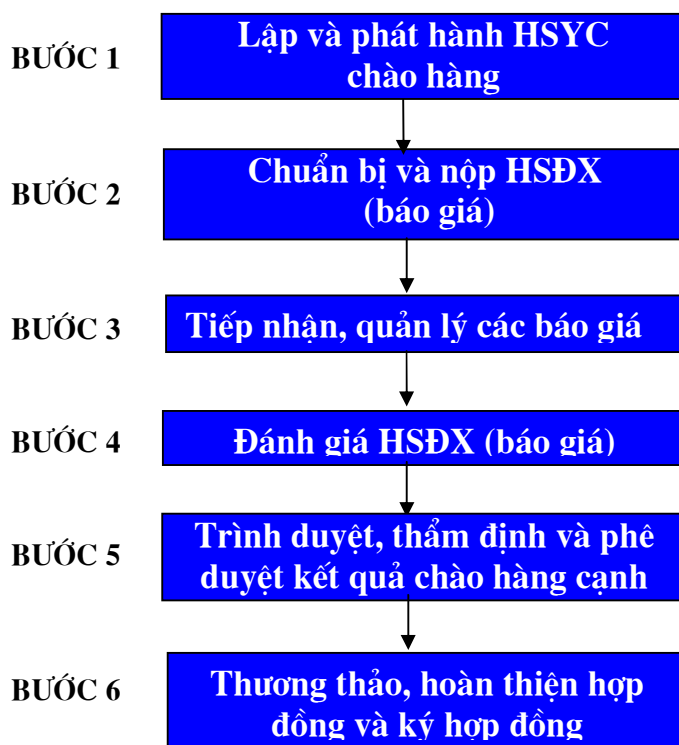 BƯỚC 1
Lập và phát hành HSYC
chào hàng
BƯỚC 2
Chuẩn bị và nộp HSĐX
(báo giá)
BƯỚC 3
Tiếp nhận, quản lý các báo giá
BƯỚC 4
Đánh giá HSĐX (báo giá)
BƯỚC 5
Trình duyệt, thẩm định và phê
duyệt kết quả chào hàng cạnh
BƯỚC 6
Thương thảo, hoàn thiện hợp
đồng và ký hợp đồng